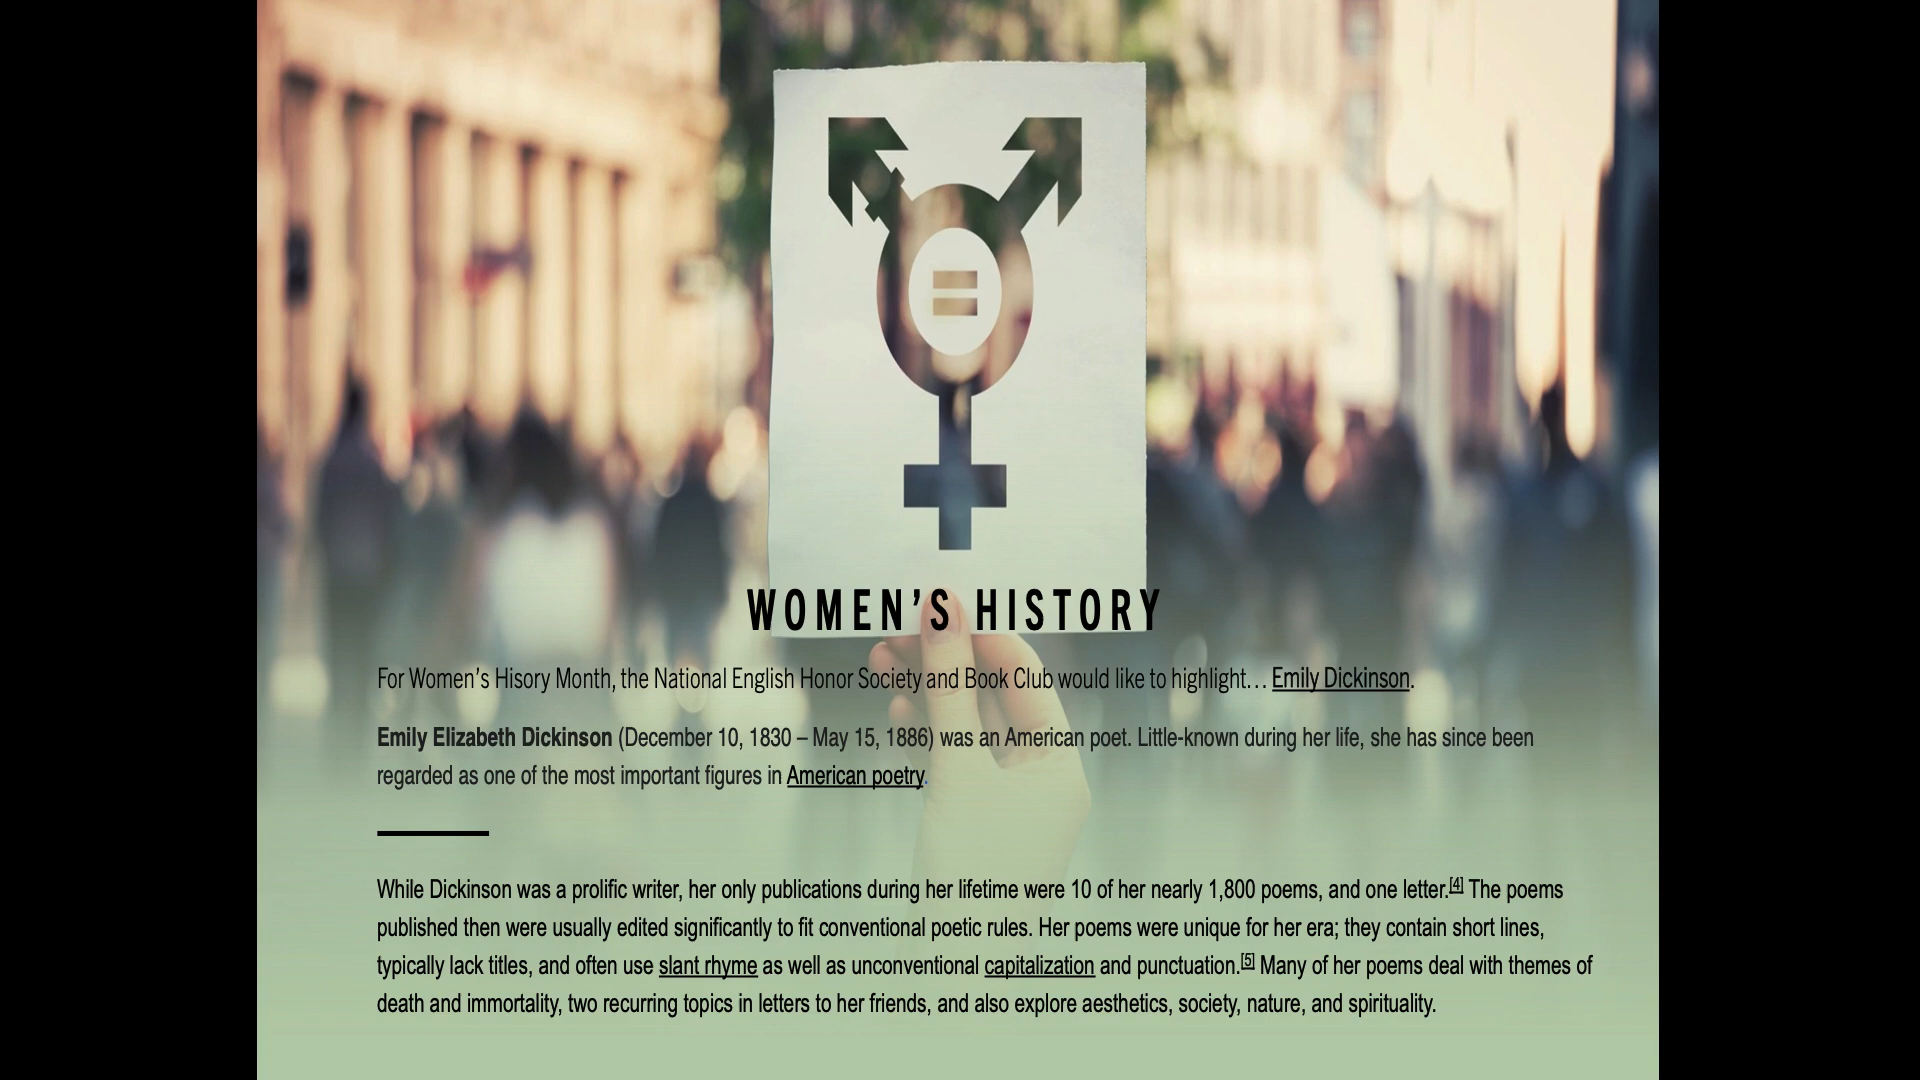 WOMEN’S HISTORY
For Women’s Hisory Month, the National English Honor Society and Book Club would like to highlight… Emily Dickinson.
Emily Elizabeth Dickinson (December 10, 1830 – May 15, 1886) was an American poet. Little-known during her life, she has since been
regarded as one of the most important figures in American poetry.
While Dickinson was a prolific writer, her only publications during her lifetime were 10 of her nearly 1,800 poems, and one letter.[4] The poems
published then were usually edited significantly to fit conventional poetic rules. Her poems were unique for her era; they contain short lines,
typically lack titles, and often use slant rhyme as well as unconventional capitalization and punctuation.[5] Many of her poems deal with themes of
death and immortality, two recurring topics in letters to her friends, and also explore aesthetics, society, nature, and spirituality.